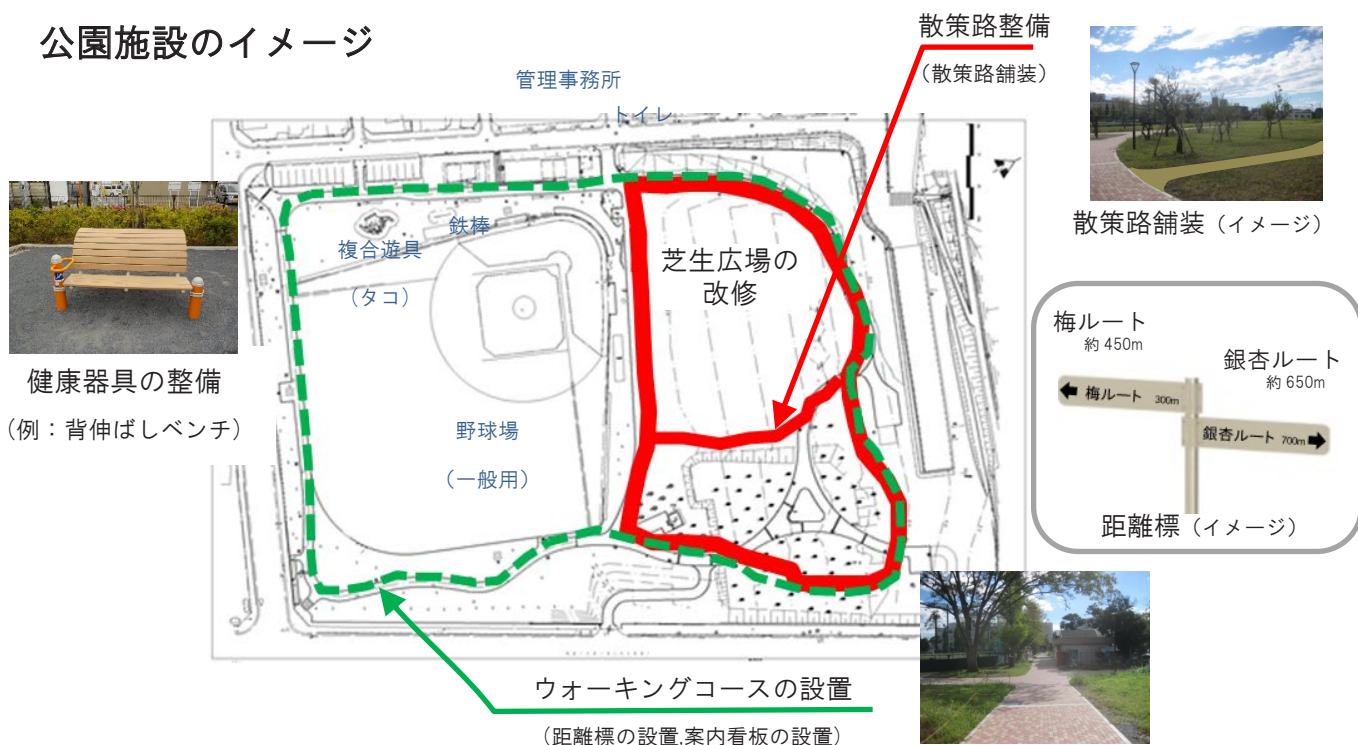 公園施設のイメージ
散策路整備
（散策路舗装）
管理事務所
トイレ
散策路舗装（イメージ）
鉄棒
複合遊具
（タコ）
芝生広場の
改修
健康器具の整備
（例：背伸ばしベンチ）
野球場
（一般用）
梅ルート
約 450m
銀杏ルート
約 650m
梅ルート 300m
銀杏ルート 700m
距離標（イメージ）
ウォーキングコースの設置
（距離標の設置,案内看板の設置）